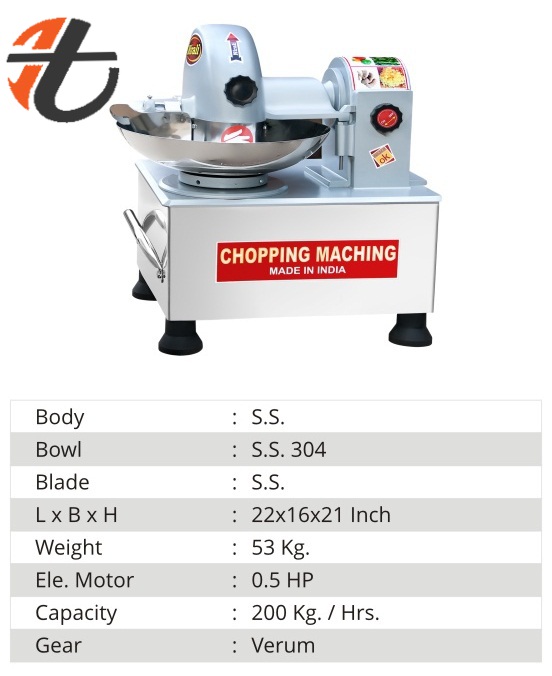 t
CHOPPING MACHING
MADE IN INDIA
OK
Body : S.S.
Bowl : S.S. 304
Blade : S.S.
L x B x H : 22x16x21 Inch
Weight : 53 Kg.
Ele. Motor : 0.5 HP
Capacity : 200 Kg. / Hrs.
Gear : Verum